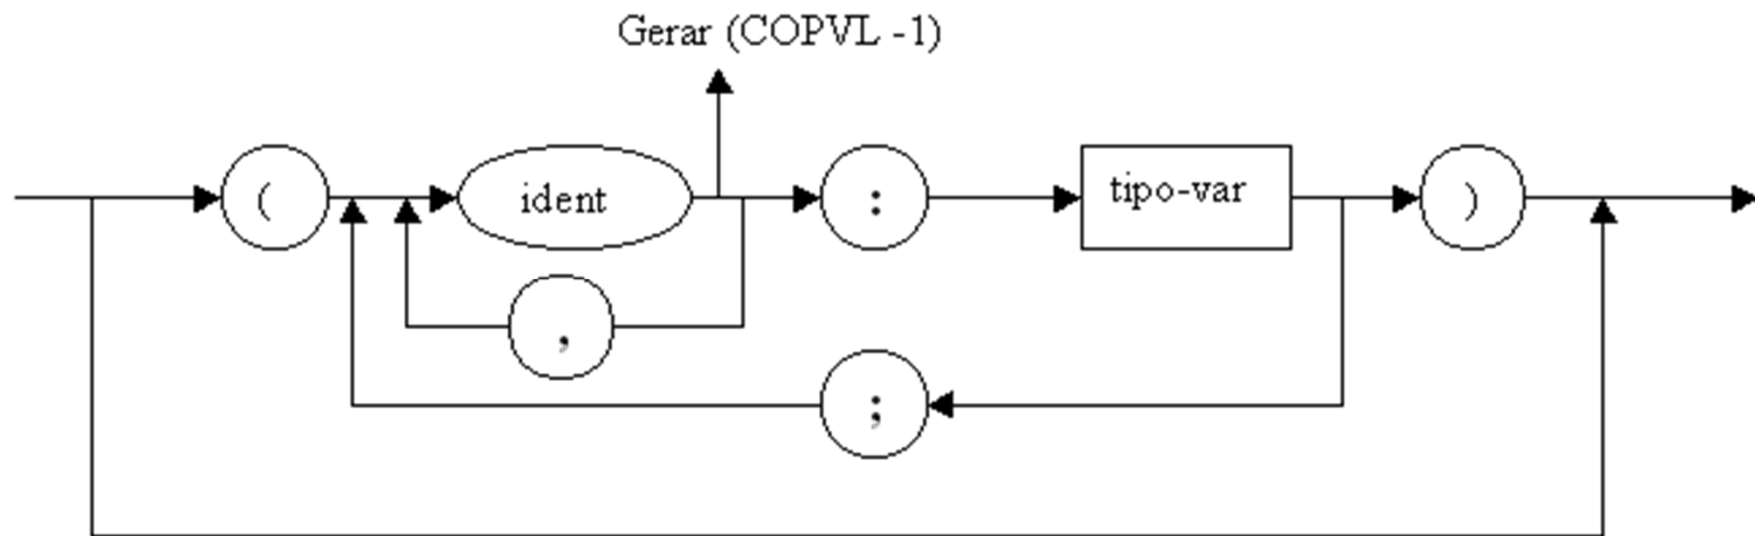 Gerar (COPVL -1)
( ident : tipo-var )
,
;